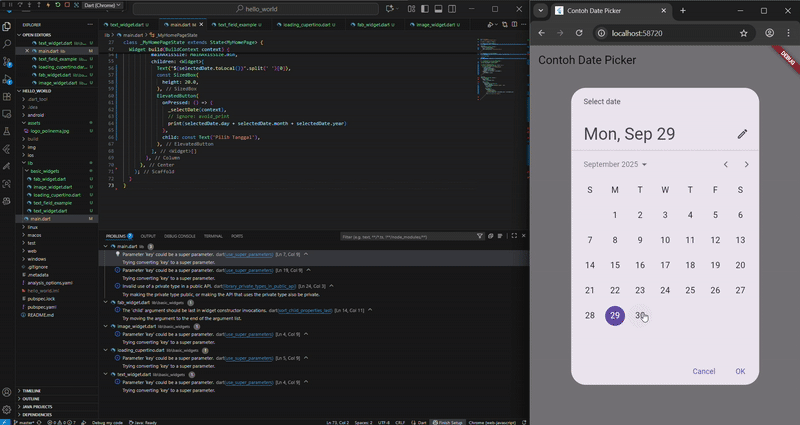 Dart (Chrome)
hello_world
EXPLORER
OPEN EDITORS
text_widget.dart lib\basic_widgets
main.dart lib
text_field_example
loading_cupertino.da...
fab_widget.dart lib\...
image_widget.dart
HELLO_WORLD
.dart_tool
.idea
android
assets
logo_polinema.jpg
build
img
ios
lib
basic_widgets
fab_widget.dart
image_widget.dart
loading_cupertino.dart
text_field_example
text_widget.dart
main.dart
linux
macos
test
web
windows
.gitignore
.metadata
analysis_options.yaml
hello_world.iml
pubspec.lock
pubspec.yaml
README.md
TIMELINE
OUTLINE
JAVA PROJECTS
DEPENDENCIES
text_widget.dart 1
main.dart 3
text_field_example
loading_cupertino.dart 1
fab_widget.dart 1
image_widget.dart 1
lib > main.dart > _MyHomePageState
class _MyHomePageState extends State<MyHomePage> {
Widget build(BuildContext context) {
mainAxisSize: MainAxisSize.min,
children: <Widget>[
Text("${selectedDate.toLocal()}".split(' ')[0]),
const SizedBox(
height: 20.0,
), // SizedBox
ElevatedButton(
onPressed: () => {
_selectDate(context),
// ignore: avoid_print
print(selectedDate.day + selectedDate.month + selectedDate.year)
},
child: const Text('Pilih Tanggal'),
), // ElevatedButton
], // <Widget>[]
), // Column
), // Center
); // Scaffold
}
73 }
PROBLEMS 7 OUTPUT DEBUG CONSOLE TERMINAL PORTS
main.dart lib 3
Parameter 'key' could be a super parameter. dart(use_super_parameters) [Ln 7, Col 9]
Trying converting 'key' to a super parameter.
Parameter 'key' could be a super parameter. dart(use_super_parameters) [Ln 19, Col 9]
Trying converting 'key' to a super parameter.
Invalid use of a private type in a public API. dart(library_private_types_in_public_api) [Ln 24, Col 3]
Try making the private type public, or making the API that uses the private type also be private.
fab_widget.dart lib\basic_widgets 1
The 'child' argument should be last in widget constructor invocations. dart(sort_child_properties_last) [Ln 14, Col 11]
Try moving the argument to the end of the argument list.
image_widget.dart lib\basic_widgets 1
Parameter 'key' could be a super parameter. dart(use_super_parameters) [Ln 4, Col 9]
Trying converting 'key' to a super parameter.
loading_cupertino.dart lib\basic_widgets 1
Parameter 'key' could be a super parameter. dart(use_super_parameters) [Ln 5, Col 9]
Trying converting 'key' to a super parameter.
text_widget.dart lib\basic_widgets 1
Parameter 'key' could be a super parameter. dart(use_super_parameters) [Ln 4, Col 9]
Trying converting 'key' to a super parameter.
master* 0 0 7 Debug my code Java: Ready Ln 73, Col 2 Spaces: 2 UTF-8 CRLF Dart Finish Setup Chrome (web-javascript)
Contoh Date Picker
localhost:58720
Contoh Date Picker
DEBUG
Select date
Mon, Sep 29
September 2025
S M T W T F S
1 2 3 4 5 6
7 8 9 10 11 12 13
14 15 16 17 18 19 20
21 22 23 24 25 26 27
28 29 30
Cancel OK